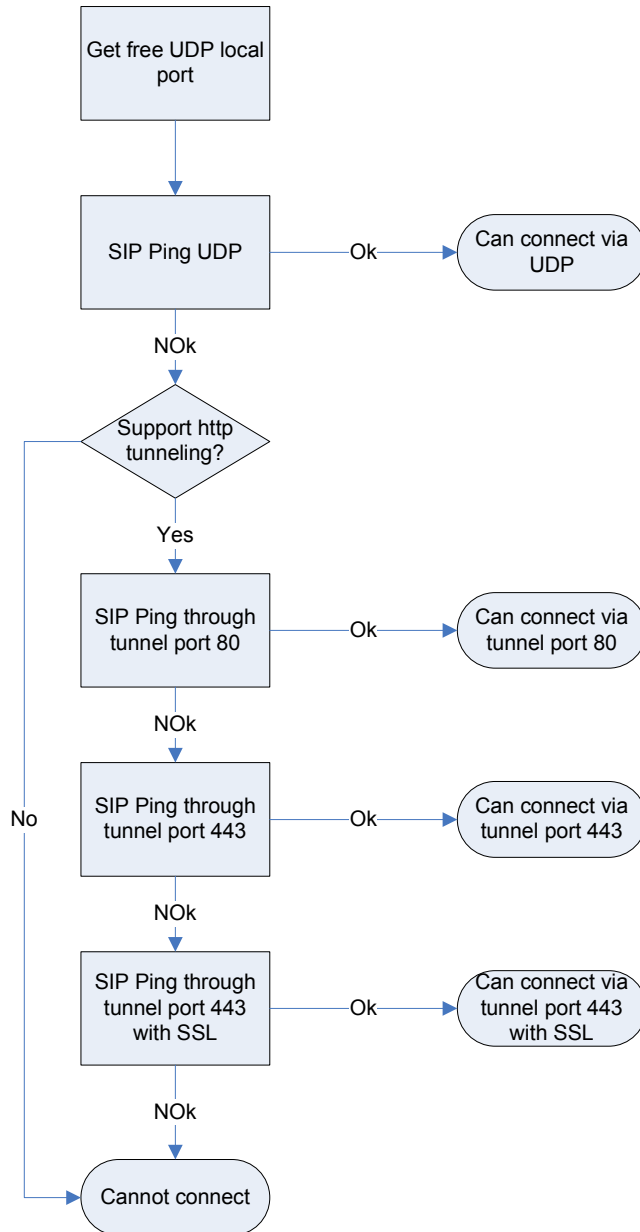 Get free UDP local
port
SIP Ping UDP
Ok
Can connect via
UDP
NOk
Support http
tunneling?
Yes
SIP Ping through
tunnel port 80
Ok
Can connect via
tunnel port 80
NOk
No
SIP Ping through
tunnel port 443
Ok
Can connect via
tunnel port 443
NOk
SIP Ping through
tunnel port 443
with SSL
Ok
Can connect via
tunnel port 443
with SSL
NOk
Cannot connect